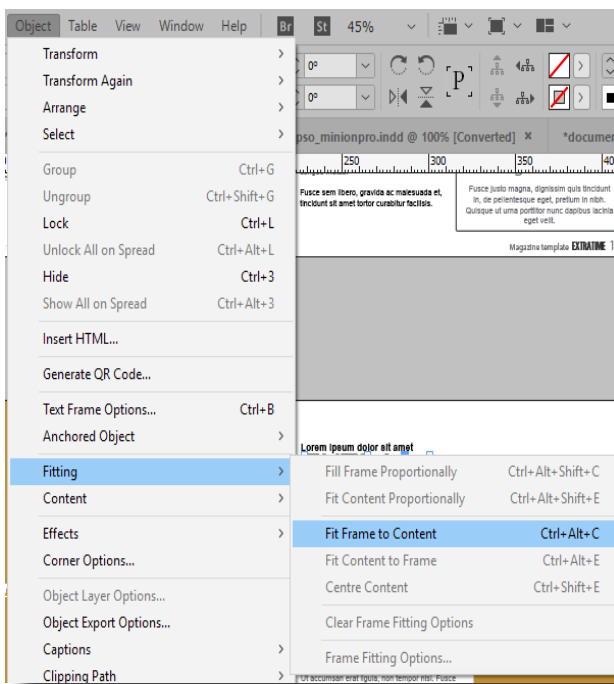 Object Table View Window Help Br St 45%
Transform
Transform Again
Arrange
Select
Group Ctrl+G
Ungroup Ctrl+Shift+G
Lock Ctrl+L
Unlock All on Spread Ctrl+Alt+L
Hide Ctrl+3
Show All on Spread Ctrl+Alt+3
Insert HTML...
Generate QR Code...
Text Frame Options... Ctrl+B
Anchored Object
Fitting
Content
Effects
Corner Options...
Object Layer Options...
Object Export Options...
Captions
Clipping Path
0°
0°
P
pso_minionpro.indd @ 100% [Converted] × *docume
250 300 350 40
Fusce sem libero, gravida ac malesuada et,
tincidunt sit amet tortor curabitur facilisis.
Fusce justo magna, dignissim quis tincidunt
in, de pellentesque eget, pretium in nibh.
Quisque ut urna porttitor nunc dapibus lacinia
eget velit.
Magazine template EXTRATIME 1
Lorem ipsum dolor sit amet
Fill Frame Proportionally Ctrl+Alt+Shift+C
Fit Content Proportionally Ctrl+Alt+Shift+E
Fit Frame to Content Ctrl+Alt+C
Fit Content to Frame Ctrl+Alt+E
Centre Content Ctrl+Shift+E
Clear Frame Fitting Options
Frame Fitting Options...
Ut accumsan erat ligula, non tempor nisi. Fusce